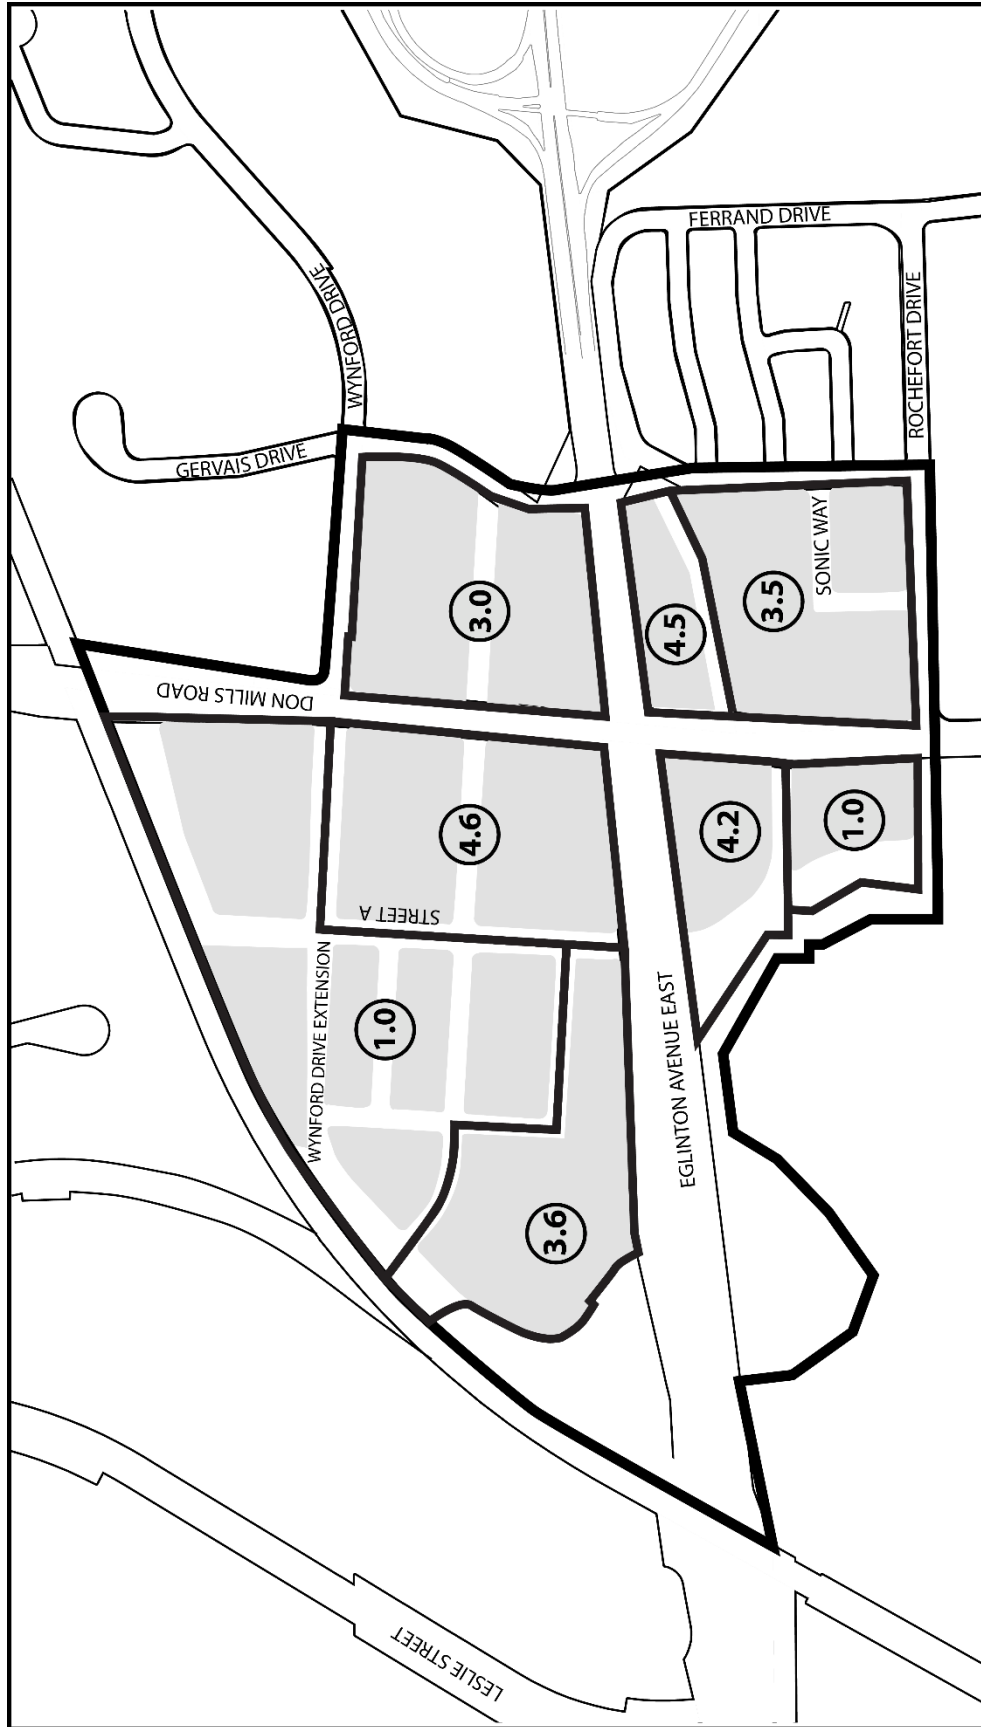 FERRAND DRIVE
WYNFORD DRIVE
ROCHEFORT DRIVE
GERVAIS DRIVE
SONIC WAY
3.0
4.5
3.5
DON MILLS ROAD
4.6
4.2
1.0
STREET A
WYNFORD DRIVE EXTENSION
1.0
EGLINTON AVENUE EAST
3.6
LESLIE STREET